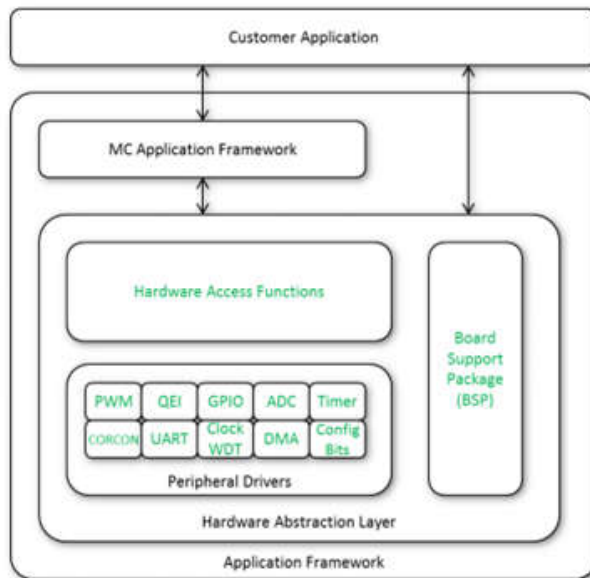 Customer Application
MC Application Framework
Hardware Access Functions
Board
Support
Package
(BSP)
PWM QEI GPIO ADC Timer
CORCON UART Clock WDT DMA Config Bits
Peripheral Drivers
Hardware Abstraction Layer
Application Framework